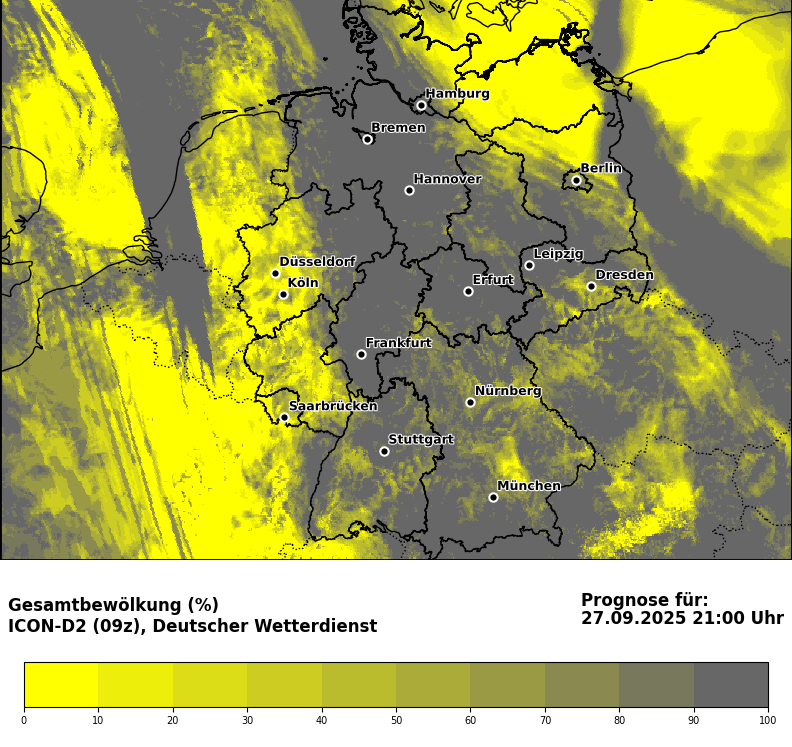 Hamburg
Bremen
Berlin
Hannover
Leipzig
Düsseldorf
Dresden
Köln
Erfurt
Frankfurt
Nürnberg
Saarbrücken
Stuttgart
München
Gesamtbewölkung (%)
ICON-D2 (09z), Deutscher Wetterdienst
Prognose für:
27.09.2025 21:00 Uhr
0 10 20 30 40 50 60 70 80 90 100